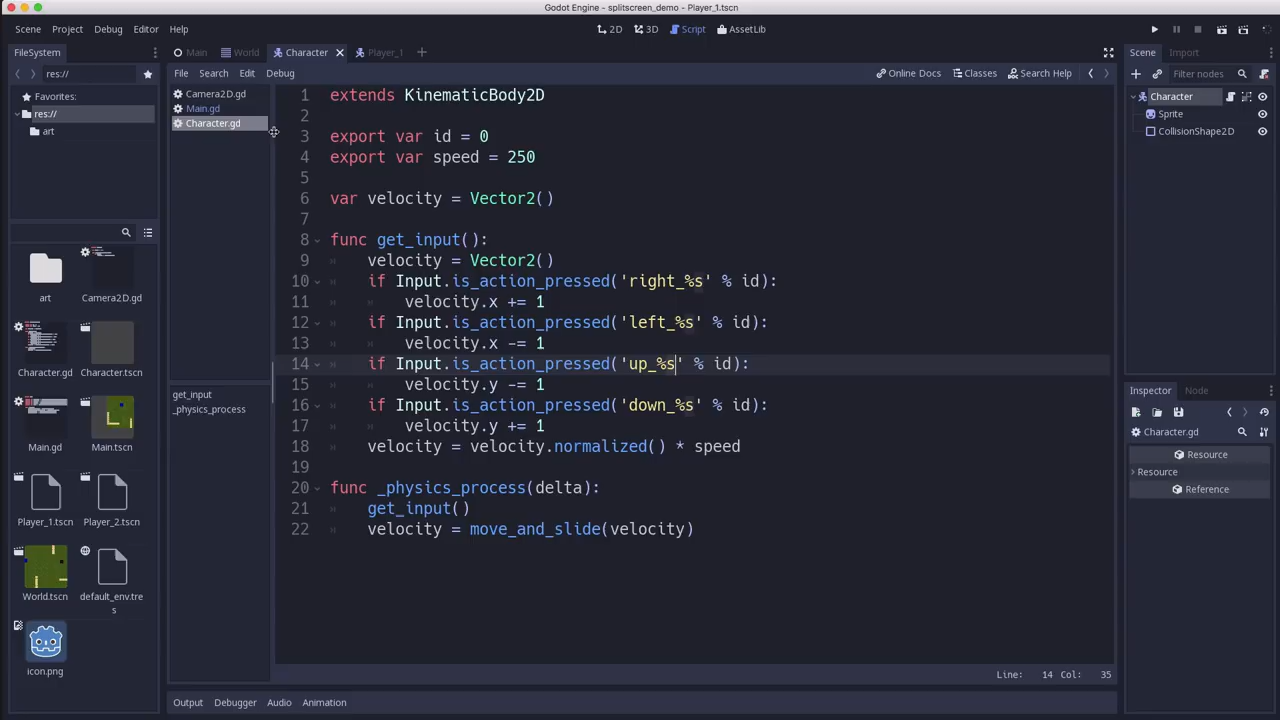 Godot Engine - splitscreen_demo - Player_1.tscn
Scene Project Debug Editor Help
2D 3D Script AssetLib
FileSystem
Main World Character Player_1
Scene Import
res://
File Search Edit Debug
Online Docs Classes Search Help
Filter nodes
Favorites:
res://
art
Camera2D.gd
Main.gd
Character.gd
get_input
_physics_process
1 extends KinematicBody2D
2
3 export var id = 0
4 export var speed = 250
5
6 var velocity = Vector2()
7
8 func get_input():
9 velocity = Vector2()
10 if Input.is_action_pressed('right_%s' % id):
11 velocity.x += 1
12 if Input.is_action_pressed('left_%s' % id):
13 velocity.x -= 1
14 if Input.is_action_pressed('up_%s' % id):
15 velocity.y -= 1
16 if Input.is_action_pressed('down_%s' % id):
17 velocity.y += 1
18 velocity = velocity.normalized() * speed
19
20 func _physics_process(delta):
21 get_input()
22 velocity = move_and_slide(velocity)
Line: 14 Col: 35
art Camera2D.gd
Character.gd Character.tscn
Main.gd Main.tscn
Player_1.tscn Player_2.tscn
World.tscn default_env.tre
s
icon.png
Character
Sprite
CollisionShape2D
Inspector Node
Character.gd
Resource
Resource
Reference
Output Debugger Audio Animation